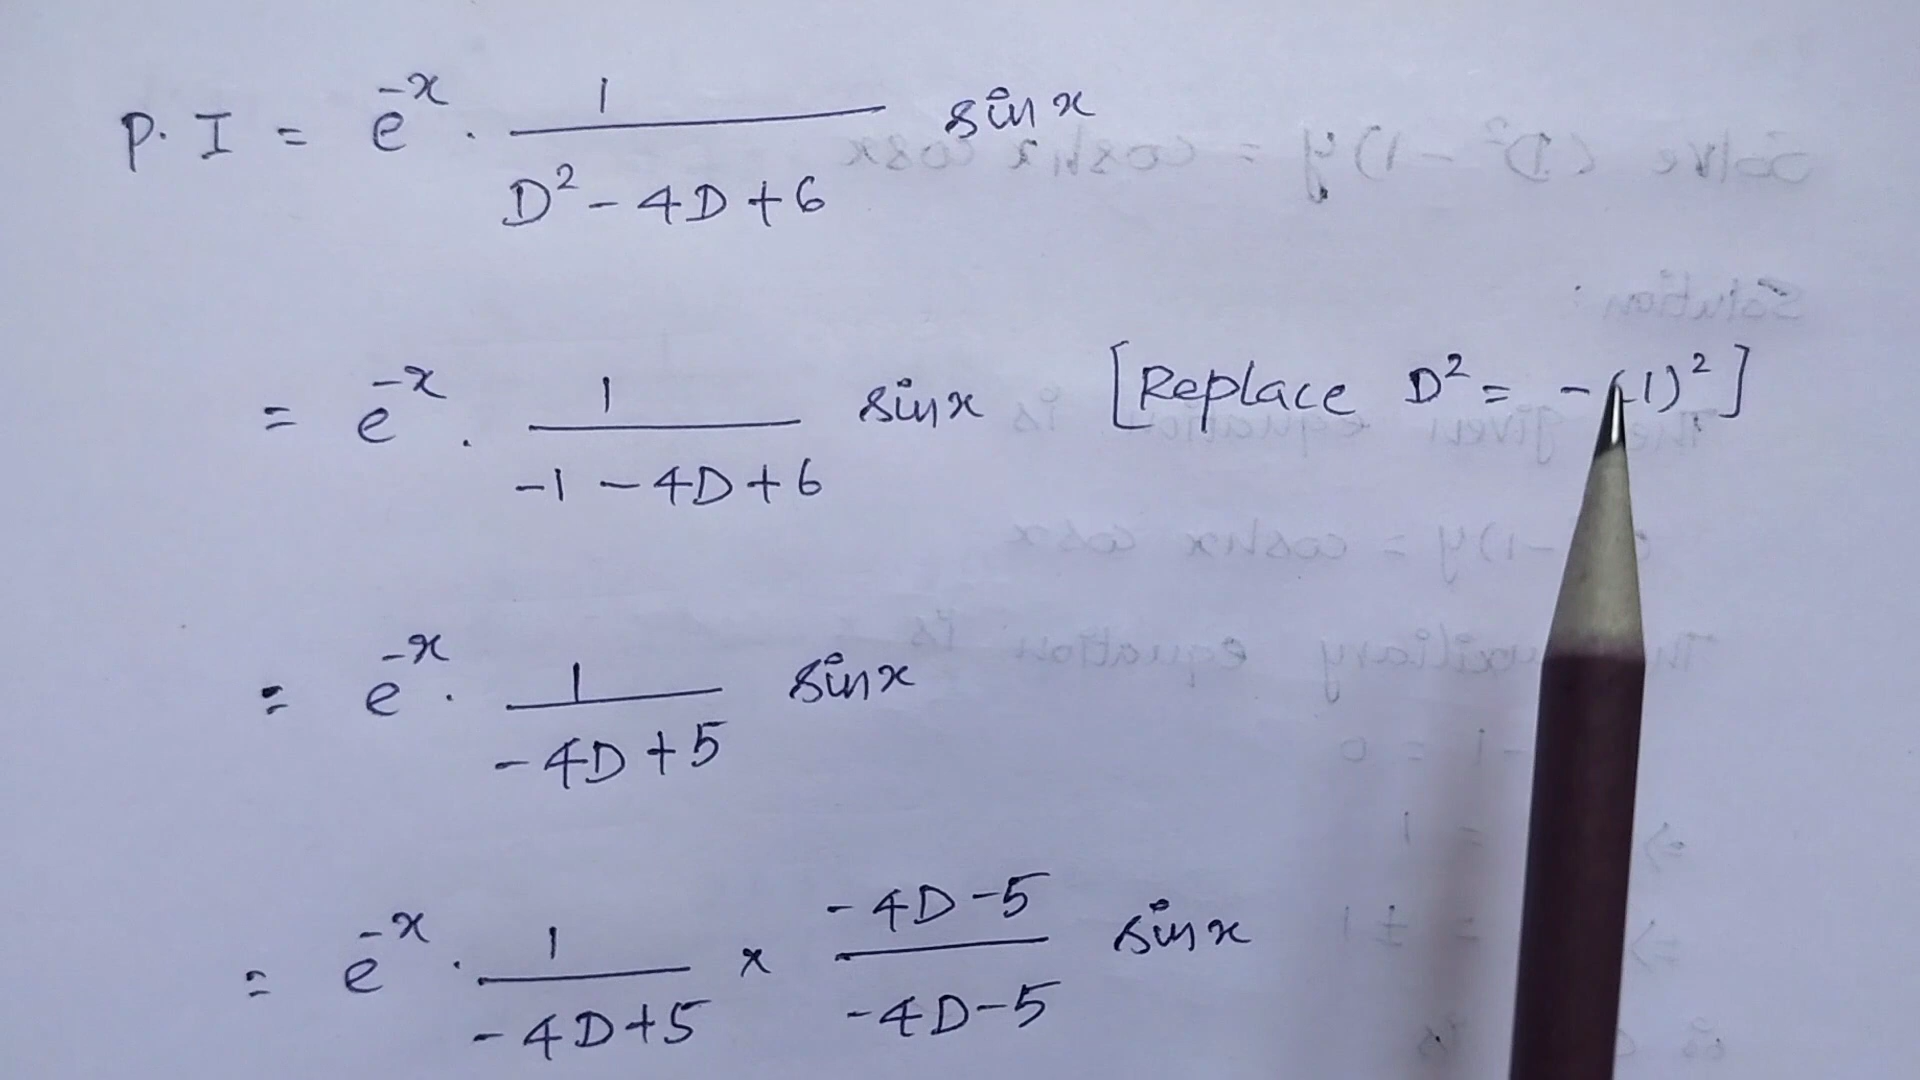 P.I = e^{-x} · 1/(D² - 4D + 6) sin x
= e^{-x} · 1/(-1 - 4D + 6) sin x [Replace D² = -(1)²]
= e^{-x} · 1/(-4D + 5) sin x
= e^{-x} · 1/(-4D + 5) × (-4D - 5)/(-4D - 5) sin x